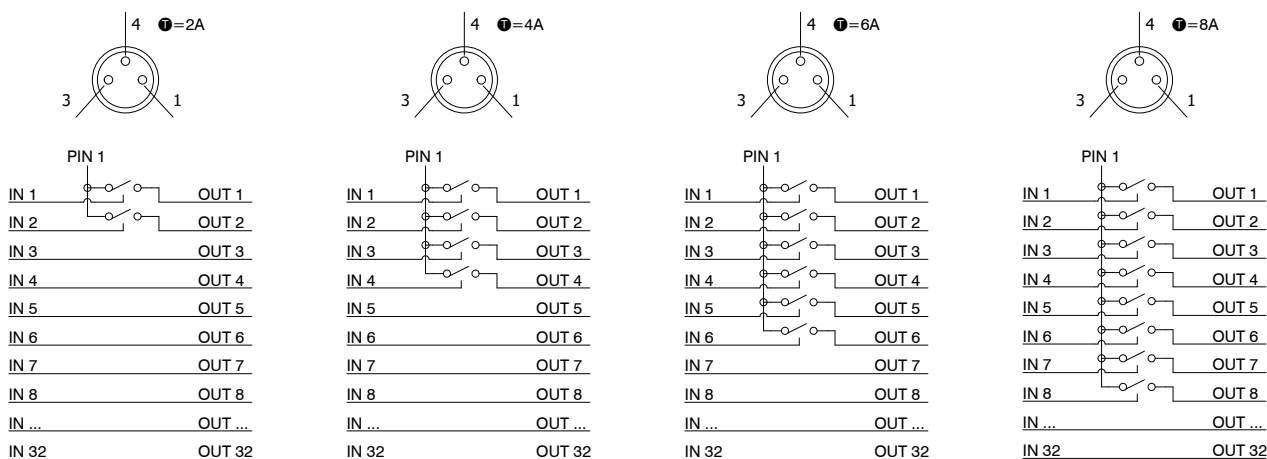 4 🅣=2A
3 1
PIN 1
IN 1 OUT 1
IN 2 OUT 2
IN 3 OUT 3
IN 4 OUT 4
IN 5 OUT 5
IN 6 OUT 6
IN 7 OUT 7
IN 8 OUT 8
IN ... OUT ...
IN 32 OUT 32
4 🅣=4A
3 1
PIN 1
IN 1 OUT 1
IN 2 OUT 2
IN 3 OUT 3
IN 4 OUT 4
IN 5 OUT 5
IN 6 OUT 6
IN 7 OUT 7
IN 8 OUT 8
IN ... OUT ...
IN 32 OUT 32
4 🅣=6A
3 1
PIN 1
IN 1 OUT 1
IN 2 OUT 2
IN 3 OUT 3
IN 4 OUT 4
IN 5 OUT 5
IN 6 OUT 6
IN 7 OUT 7
IN 8 OUT 8
IN ... OUT ...
IN 32 OUT 32
4 🅣=8A
3 1
PIN 1
IN 1 OUT 1
IN 2 OUT 2
IN 3 OUT 3
IN 4 OUT 4
IN 5 OUT 5
IN 6 OUT 6
IN 7 OUT 7
IN 8 OUT 8
IN ... OUT ...
IN 32 OUT 32